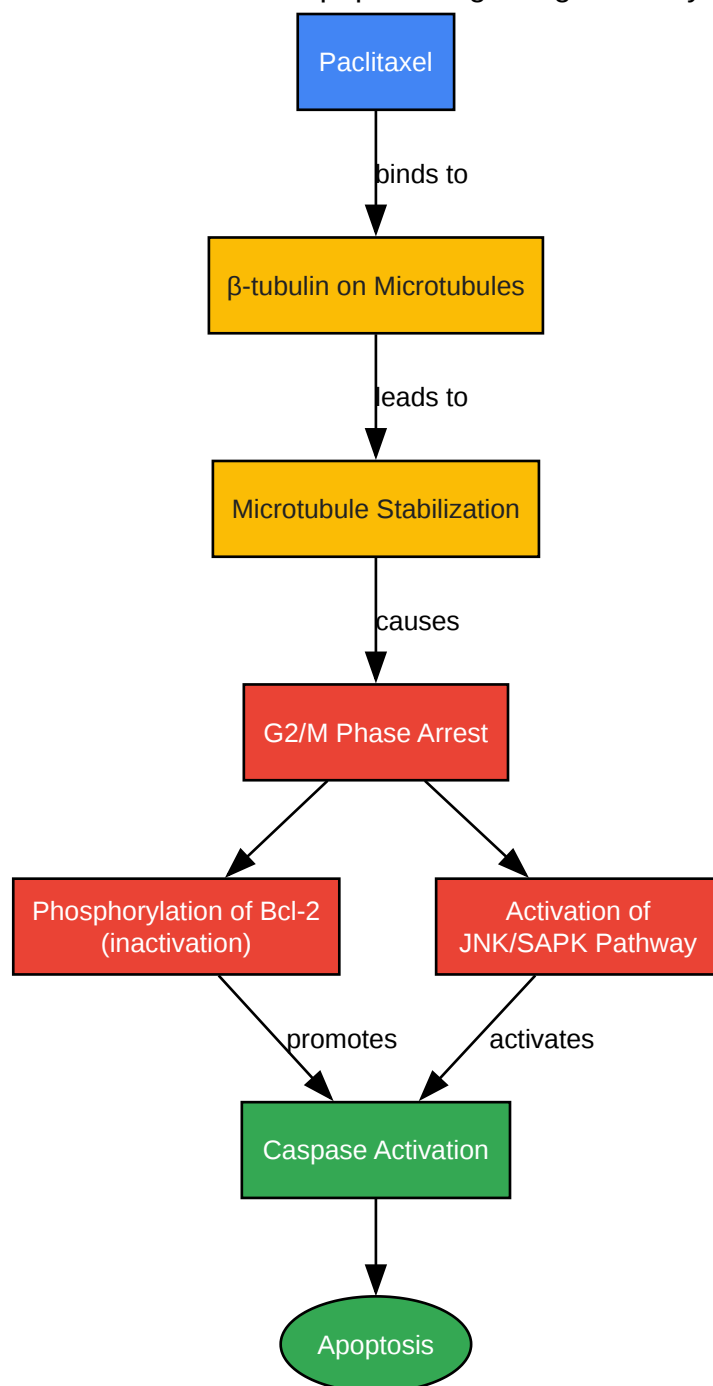 Paclitaxel
binds to
β-tubulin on Microtubules
leads to
Microtubule Stabilization
causes
G2/M Phase Arrest
Phosphorylation of Bcl-2
(inactivation)
Activation of
JNK/SAPK Pathway
promotes
activates
Caspase Activation
Apoptosis